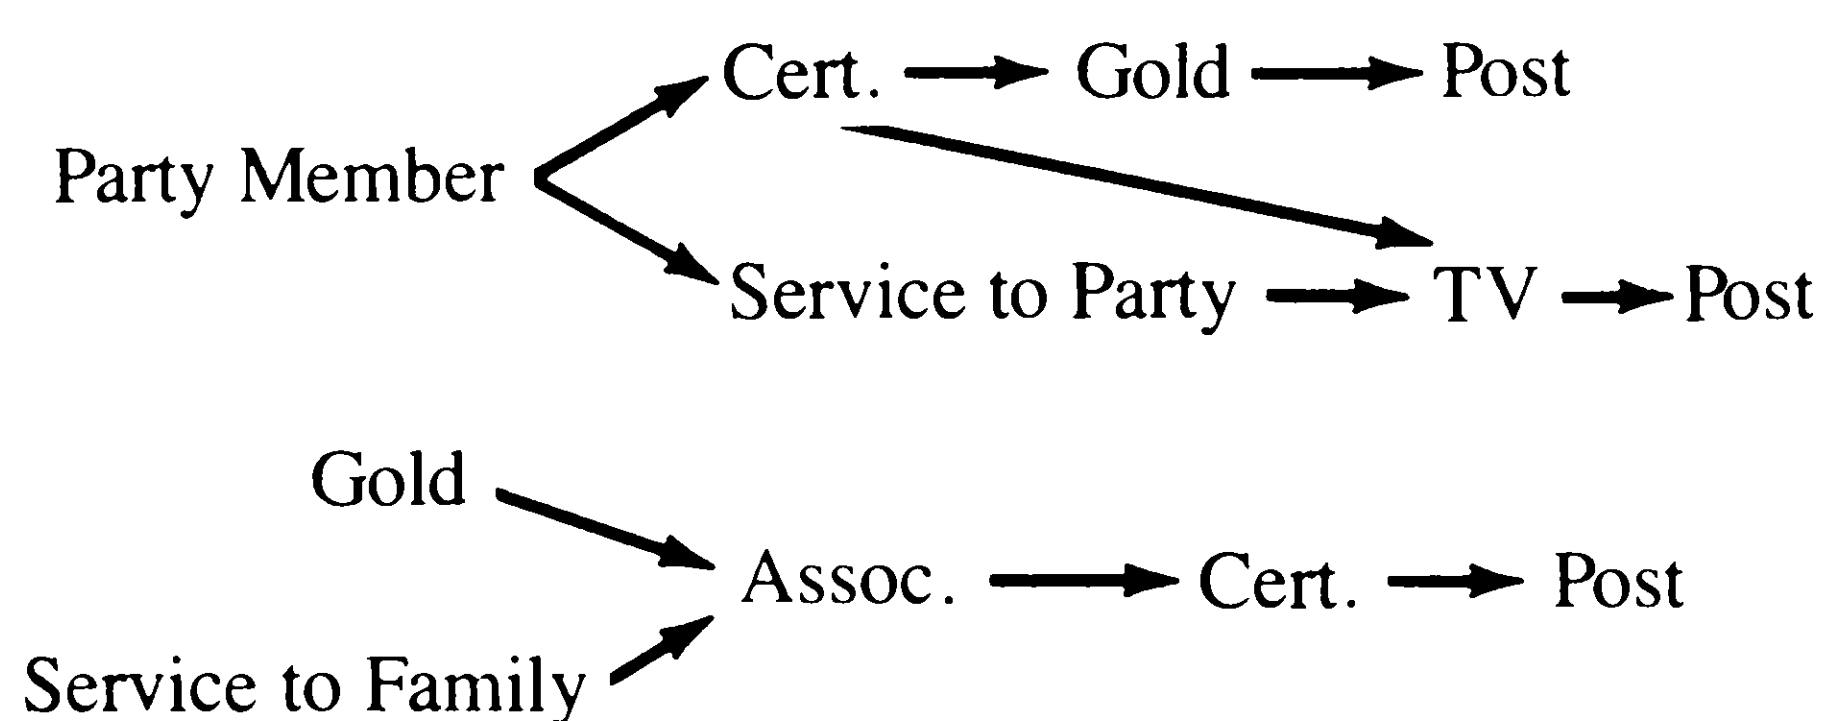 Cert. Gold Post
Party Member
Service to Party TV Post
Gold
Assoc. Cert. Post
Service to Family